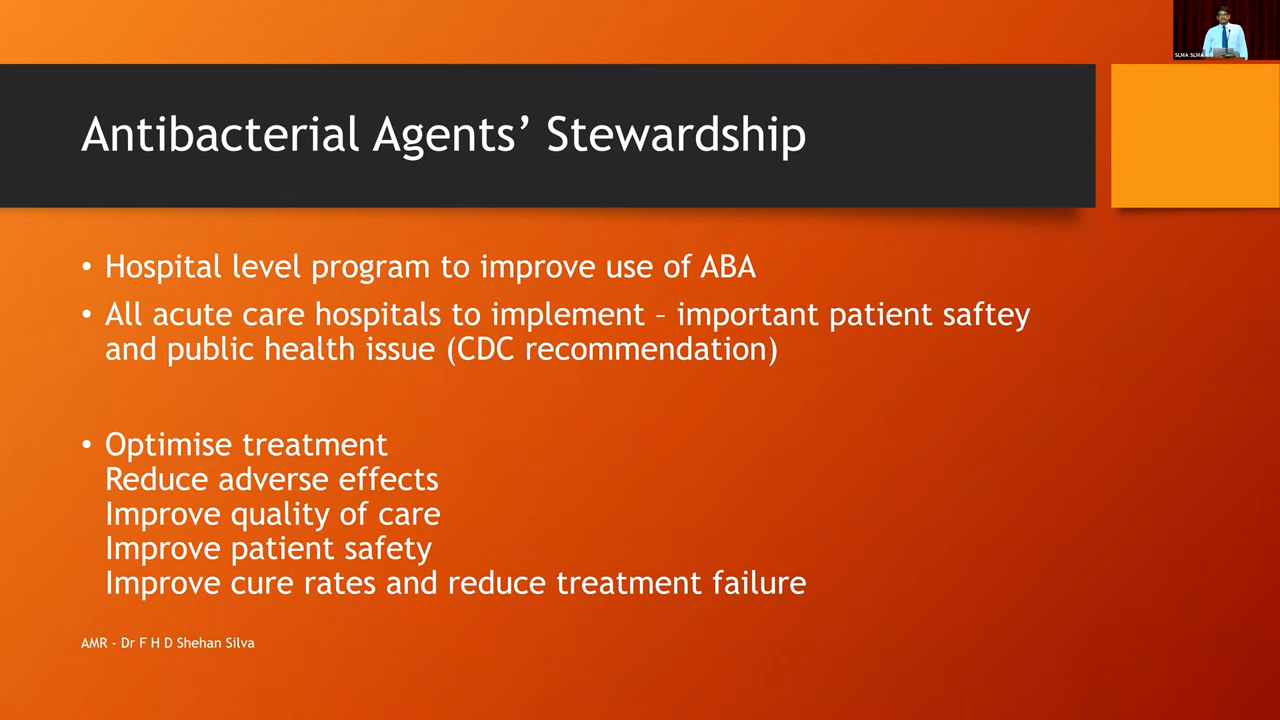 SLMA SLMA
Antibacterial Agents’ Stewardship
• Hospital level program to improve use of ABA
• All acute care hospitals to implement – important patient saftey
and public health issue (CDC recommendation)
• Optimise treatment
Reduce adverse effects
Improve quality of care
Improve patient safety
Improve cure rates and reduce treatment failure
AMR - Dr F H D Shehan Silva